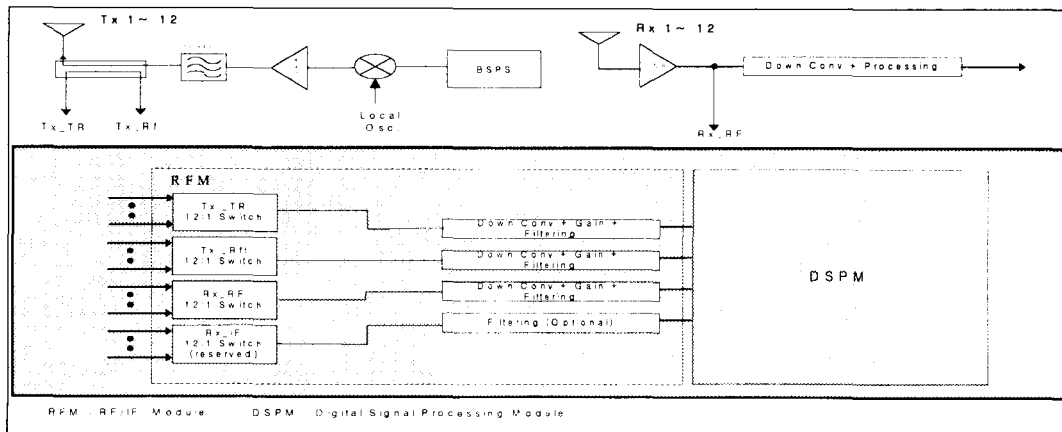 Tx 1 ~ 12
Rx 1 ~ 12
BSPS
Down Conv + Processing
Local
Osc.
Tx_TR
Tx_Rf
Rx_RF
RFM
Tx_TR
12:1 Switch
Tx_Rfl
12:1 Switch
Rx_RF
12:1 Switch
Rx_IF
12:1 Switch
(reserved)
Down Conv + Gain +
Filtering
Down Conv + Gain +
Filtering
Down Conv + Gain +
Filtering
Filtering (Optional)
DSPM
RFM : RF/IF Module DSPM : Digital Signal Processing Module